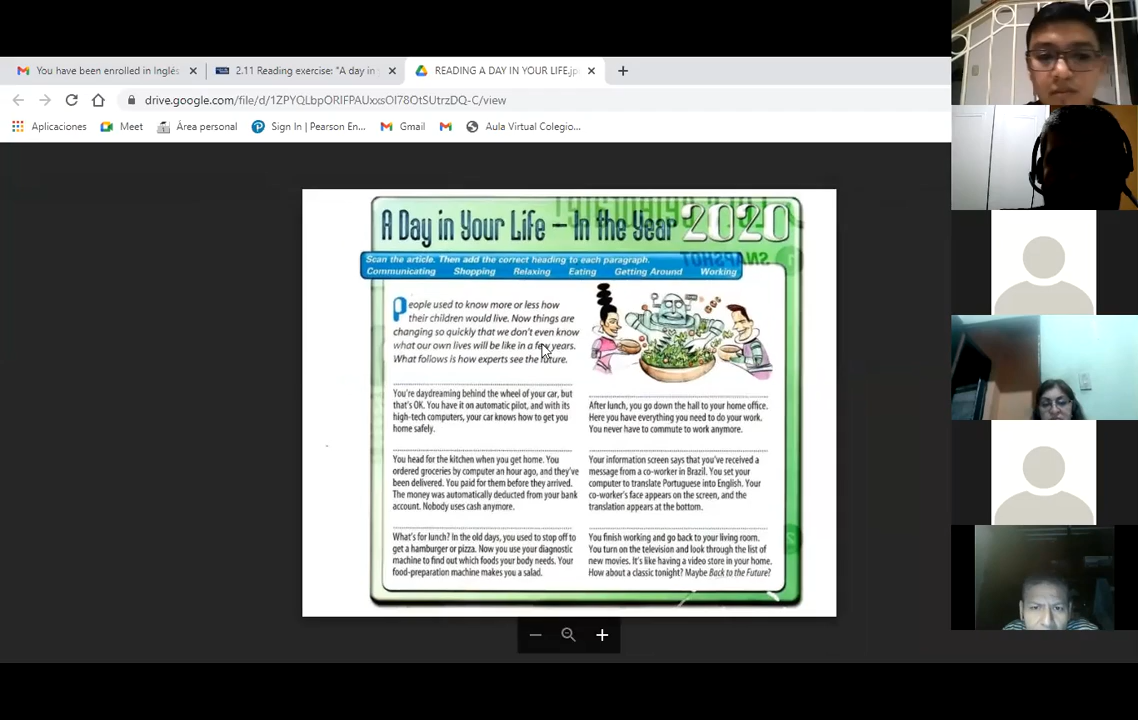 You have been enrolled in Inglés
2.11 Reading exercise: "A day in
READING A DAY IN YOUR LIFE.jp
drive.google.com/file/d/1ZPYQLbpORIFPAUxxsOI78OtSUtrzDQ-C/view
Aplicaciones
Meet
Área personal
Sign In | Pearson En...
Gmail
Aula Virtual Colegio...
A Day in Your Life – In the Year 2020
SNAPSHOT
Scan the article. Then add the correct heading to each paragraph.
Communicating Shopping Relaxing Eating Getting Around Working
People used to know more or less how
their children would live. Now things are
changing so quickly that we don't even know
what our own lives will be like in a few years.
What follows is how experts see the future.
You're daydreaming behind the wheel of your car, but
that's OK. You have it on automatic pilot, and with its
high-tech computers, your car knows how to get you
home safely.
You head for the kitchen when you get home. You
ordered groceries by computer an hour ago, and they've
been delivered. You paid for them before they arrived.
The money was automatically deducted from your bank
account. Nobody uses cash anymore.
What's for lunch? In the old days, you used to stop off to
get a hamburger or pizza. Now you use your diagnostic
machine to find out which foods your body needs. Your
food-preparation machine makes you a salad.
After lunch, you go down the hall to your home office.
Here you have everything you need to do your work.
You never have to commute to work anymore.
Your information screen says that you've received a
message from a co-worker in Brazil. You set your
computer to translate Portuguese into English. Your
co-worker's face appears on the screen, and the
translation appears at the bottom.
You finish working and go back to your living room.
You turn on the television and look through the list of
new movies. It's like having a video store in your home.
How about a classic tonight? Maybe Back to the Future?